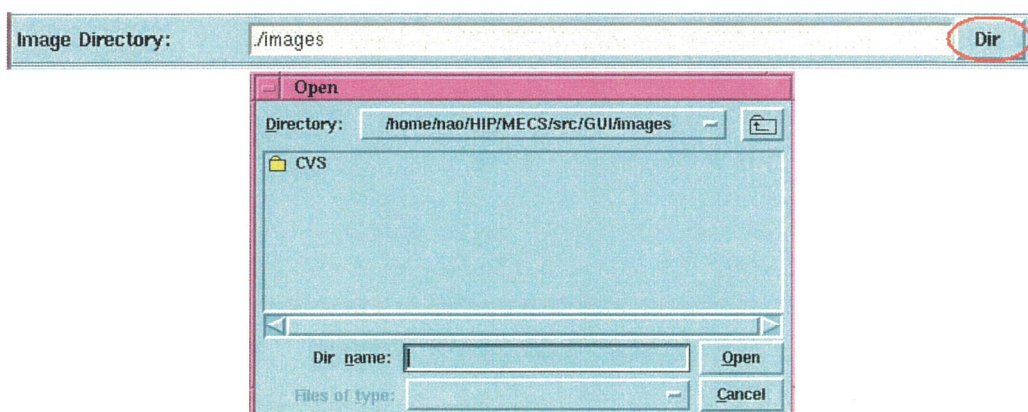 Image Directory: ./images Dir
Open
Directory: /home/nao/HIP/MECS/src/GUI/images
CVS
Dir name: Open
Files of type: Cancel